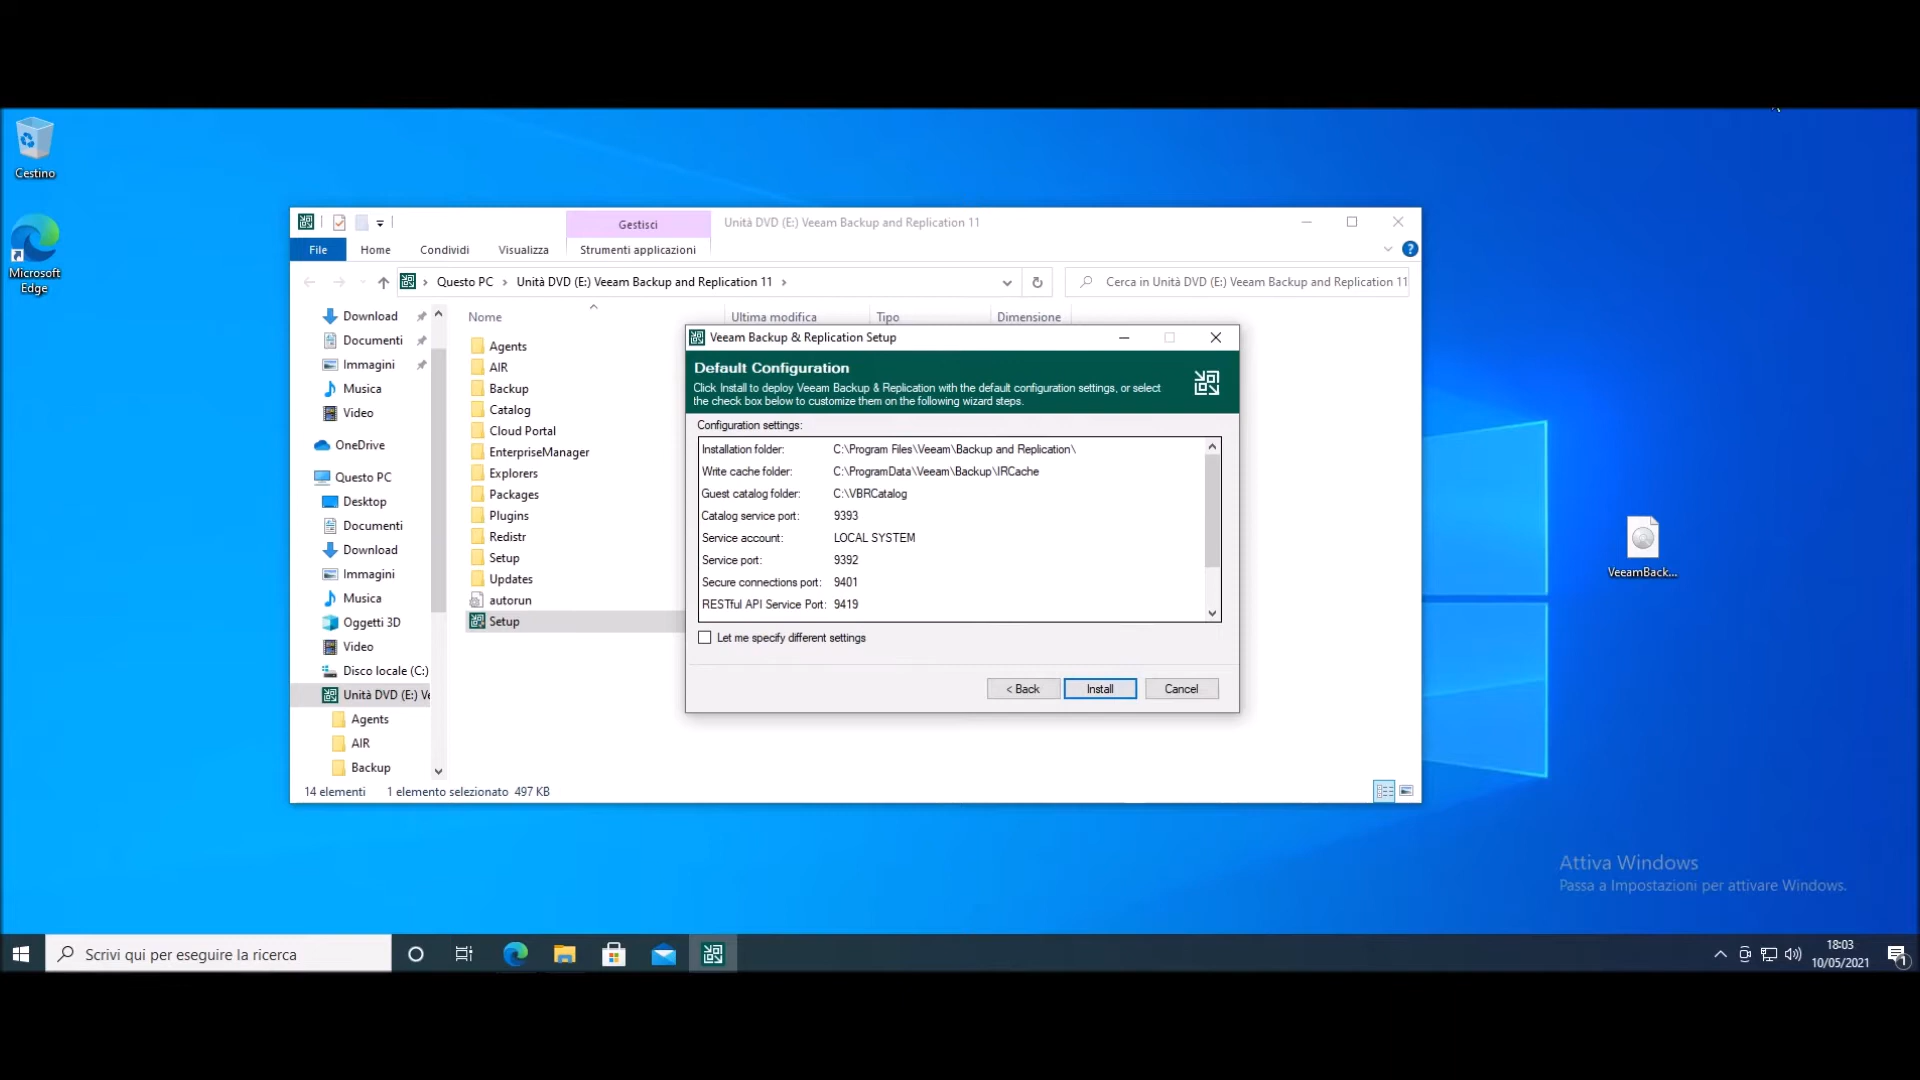 Cestino
Microsoft
Edge
Gestisci
Unità DVD (E:) Veeam Backup and Replication 11
File
Home
Condividi
Visualizza
Strumenti applicazioni
Questo PC
Unità DVD (E:) Veeam Backup and Replication 11
Cerca in Unità DVD (E:) Veeam Backup and Replication 11
Download
Documenti
Immagini
Musica
Video
OneDrive
Questo PC
Desktop
Documenti
Download
Immagini
Musica
Oggetti 3D
Video
Disco locale (C:)
Unità DVD (E:) Ve
Agents
AIR
Backup
Nome
Ultima modifica
Tipo
Dimensione
Agents
AIR
Backup
Catalog
Cloud Portal
EnterpriseManager
Explorers
Packages
Plugins
Redistr
Setup
Updates
autorun
Setup
14 elementi
1 elemento selezionato 497 KB
Veeam Backup & Replication Setup
Default Configuration
Click Install to deploy Veeam Backup & Replication with the default configuration settings, or select
the check box below to customize them on the following wizard steps.
Configuration settings:
Installation folder: C:\Program Files\Veeam\Backup and Replication\
Write cache folder: C:\ProgramData\Veeam\Backup\IRCache
Guest catalog folder: C:\VBRCatalog
Catalog service port: 9393
Service account: LOCAL SYSTEM
Service port: 9392
Secure connections port: 9401
RESTful API Service Port: 9419
Let me specify different settings
< Back
Install
Cancel
VeeamBack...
Attiva Windows
Passa a Impostazioni per attivare Windows.
Scrivi qui per eseguire la ricerca
18:03
10/05/2021
1